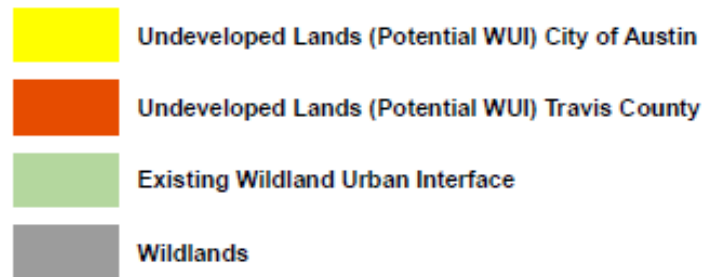 Undeveloped Lands (Potential WUI) City of Austin
Undeveloped Lands (Potential WUI) Travis County
Existing Wildland Urban Interface
Wildlands